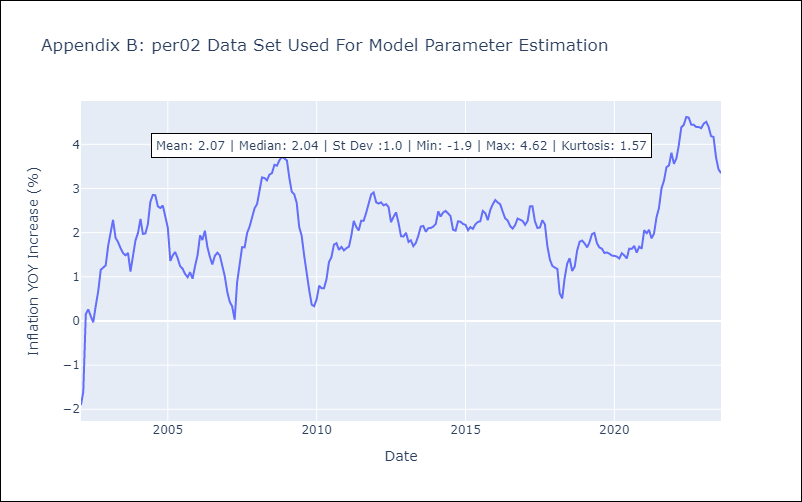 Appendix B: per02 Data Set Used For Model Parameter Estimation
Mean: 2.07 | Median: 2.04 | St Dev :1.0 | Min: -1.9 | Max: 4.62 | Kurtosis: 1.57
Inflation YOY Increase (%)
4
3
2
1
0
−1
−2
2005
2010
2015
2020
Date